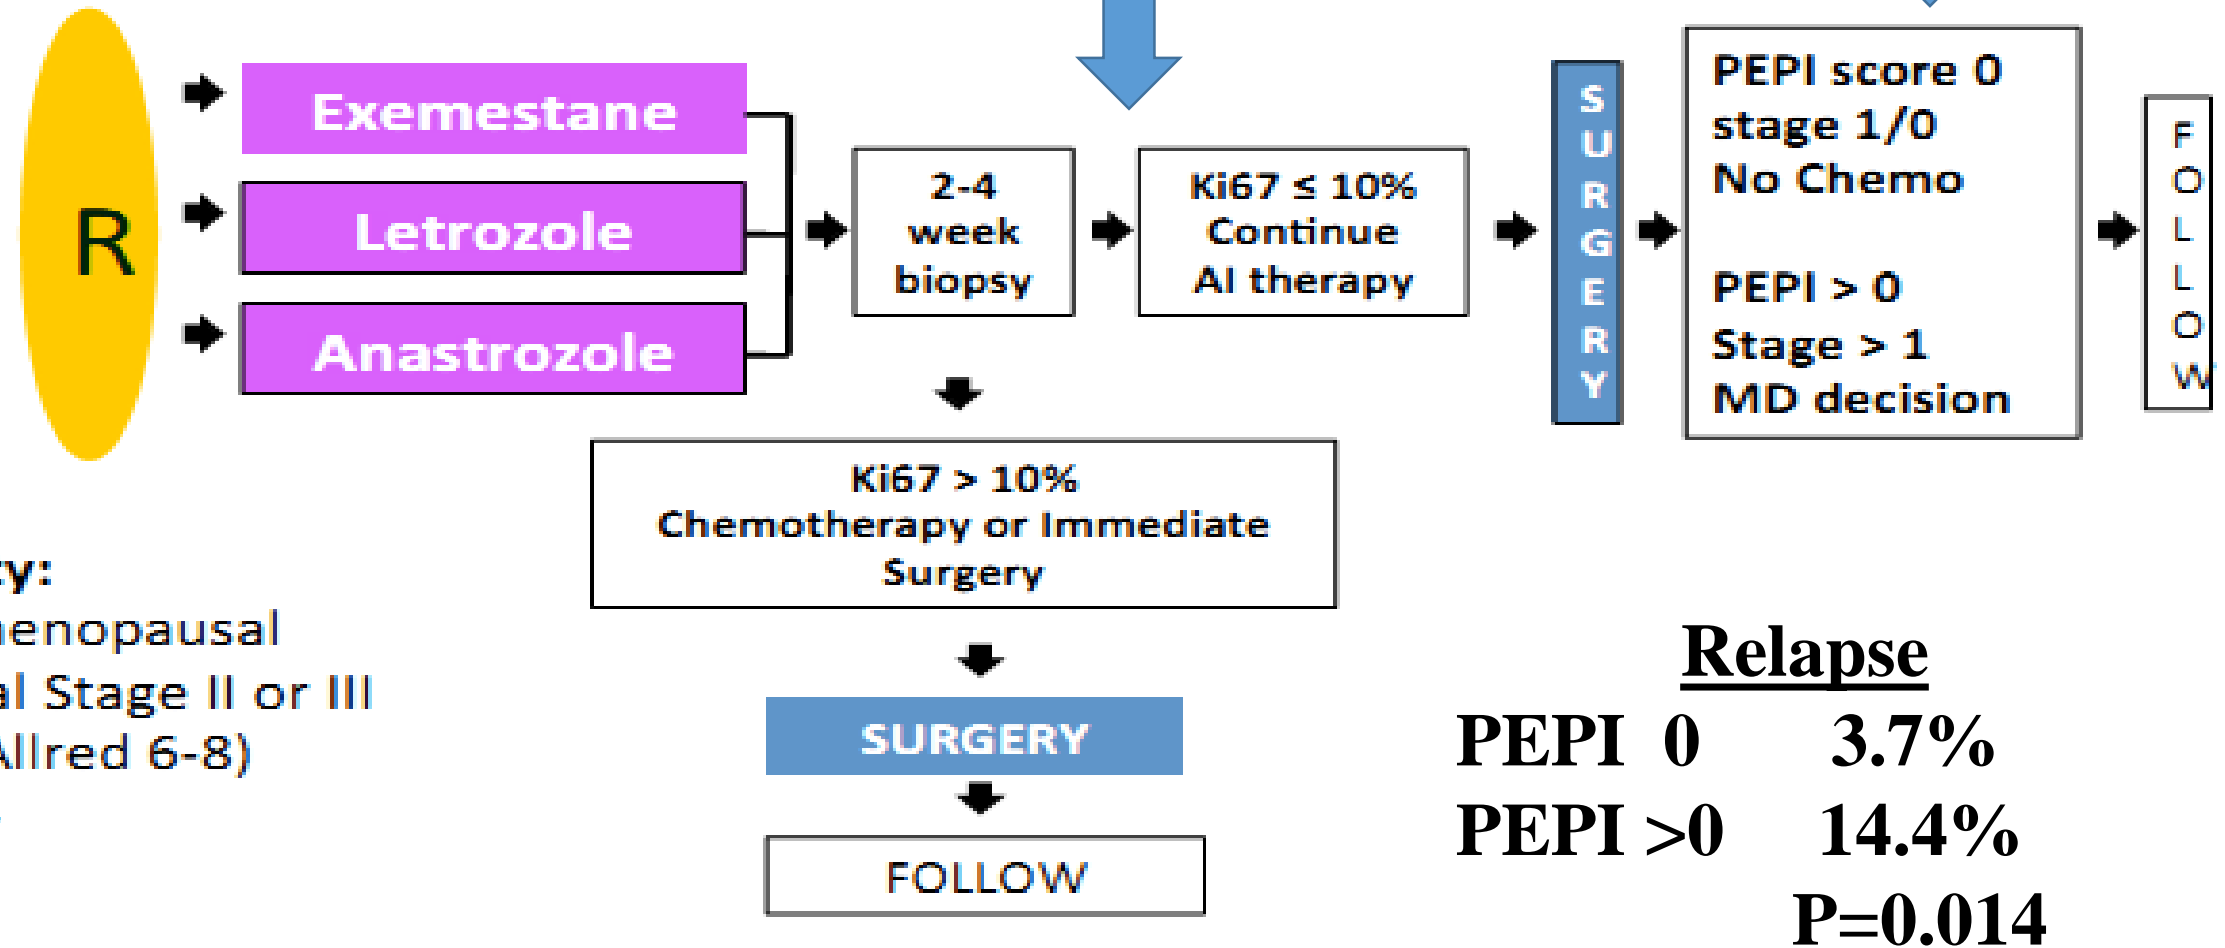 R
Exemestane
Letrozole
Anastrozole
2-4
week
biopsy
Ki67 ≤ 10%
Continue
AI therapy
SURGERY
PEPI score 0
stage 1/0
No Chemo
PEPI > 0
Stage > 1
MD decision
FOLLOW
Ki67 > 10%
Chemotherapy or Immediate
Surgery
SURGERY
FOLLOW
ty:
enopausal
al Stage II or III
Allred 6-8)
Relapse
PEPI 0 3.7%
PEPI >0 14.4%
P=0.014